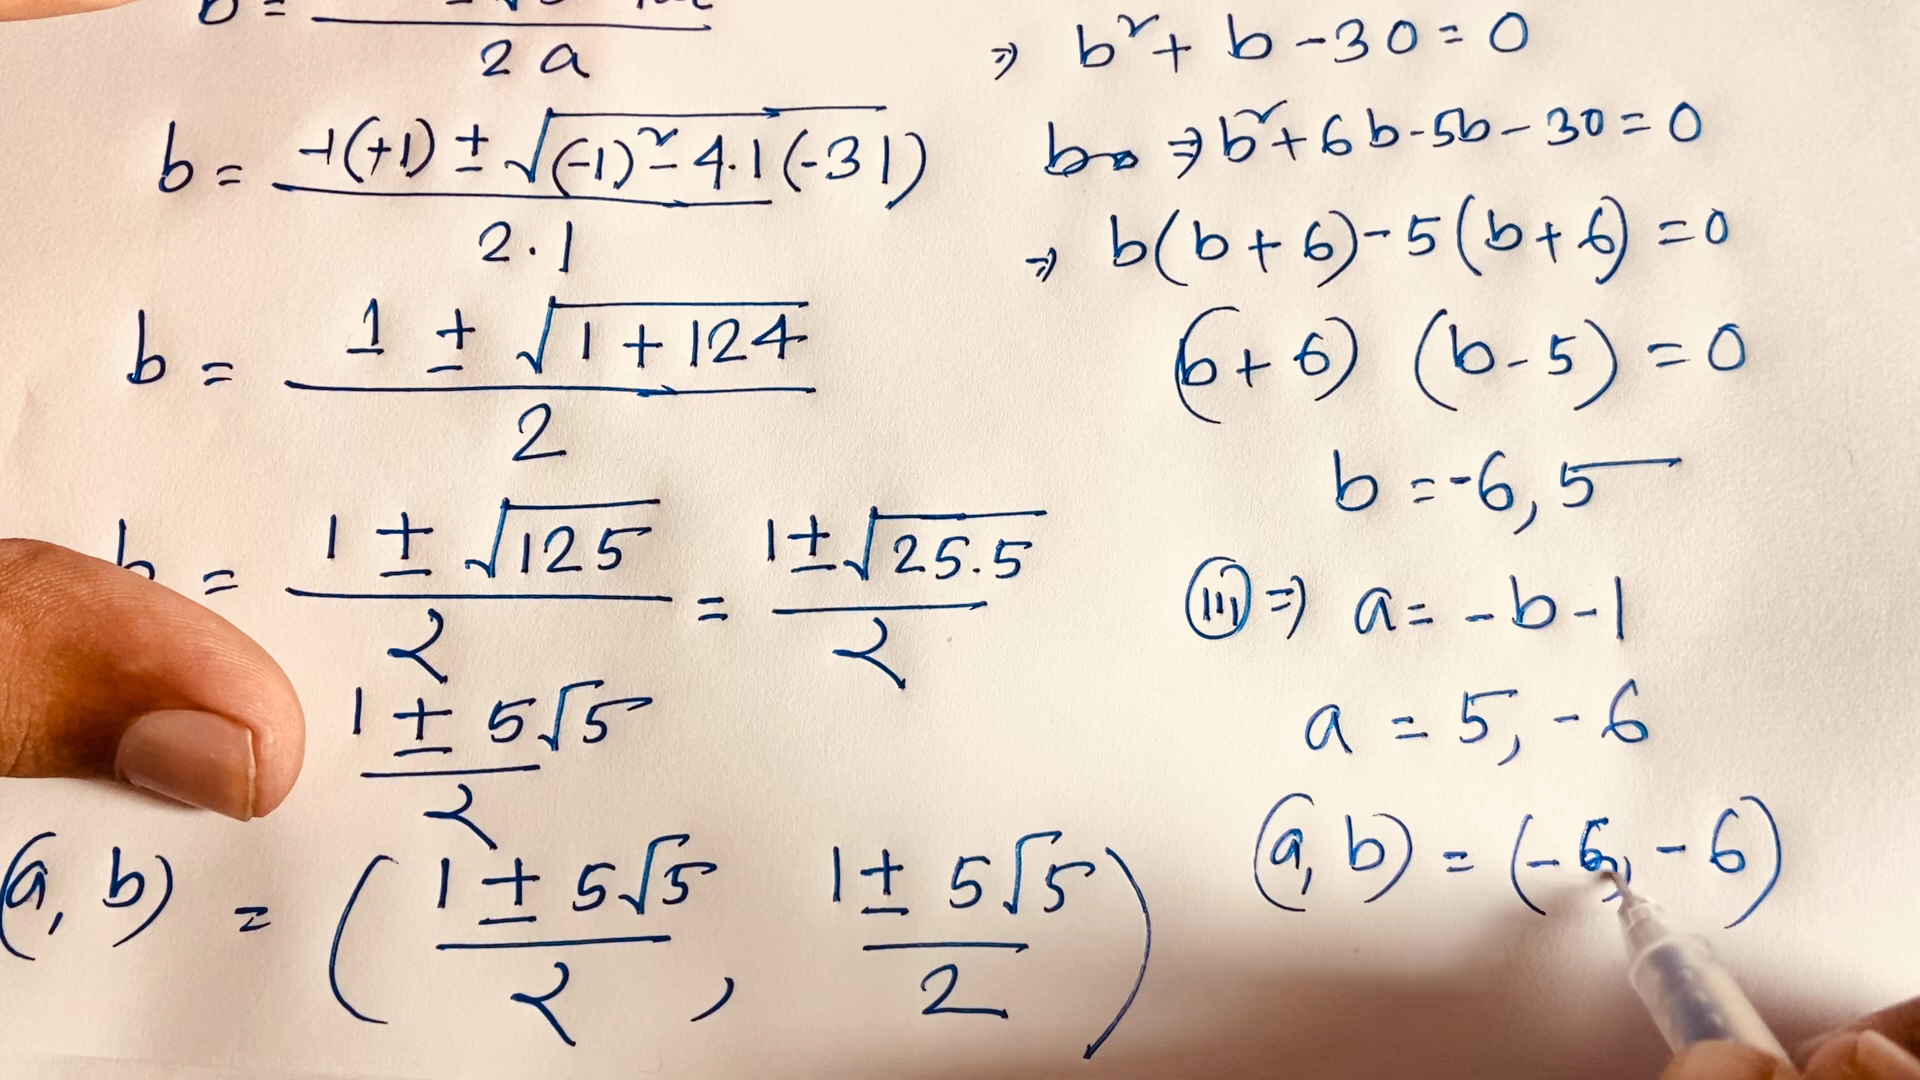 2a
b = -1(+1) ± √(-1)² - 4.1(-31)
2.1
b = 1 ± √1 + 124
2
b = 1 ± √125 = 1 ± √25.5
2 2
1 ± 5√5
2
(a, b) = ( 1 ± 5√5 , 1 ± 5√5 )
2 2
⇒ b² + b - 30 = 0
⇒ b² + 6b - 5b - 30 = 0
⇒ b(b + 6) - 5(b + 6) = 0
(b + 6) (b - 5) = 0
b = -6, 5
(iii) ⇒ a = -b - 1
a = 5, -6
(a, b) = (-6, -6)